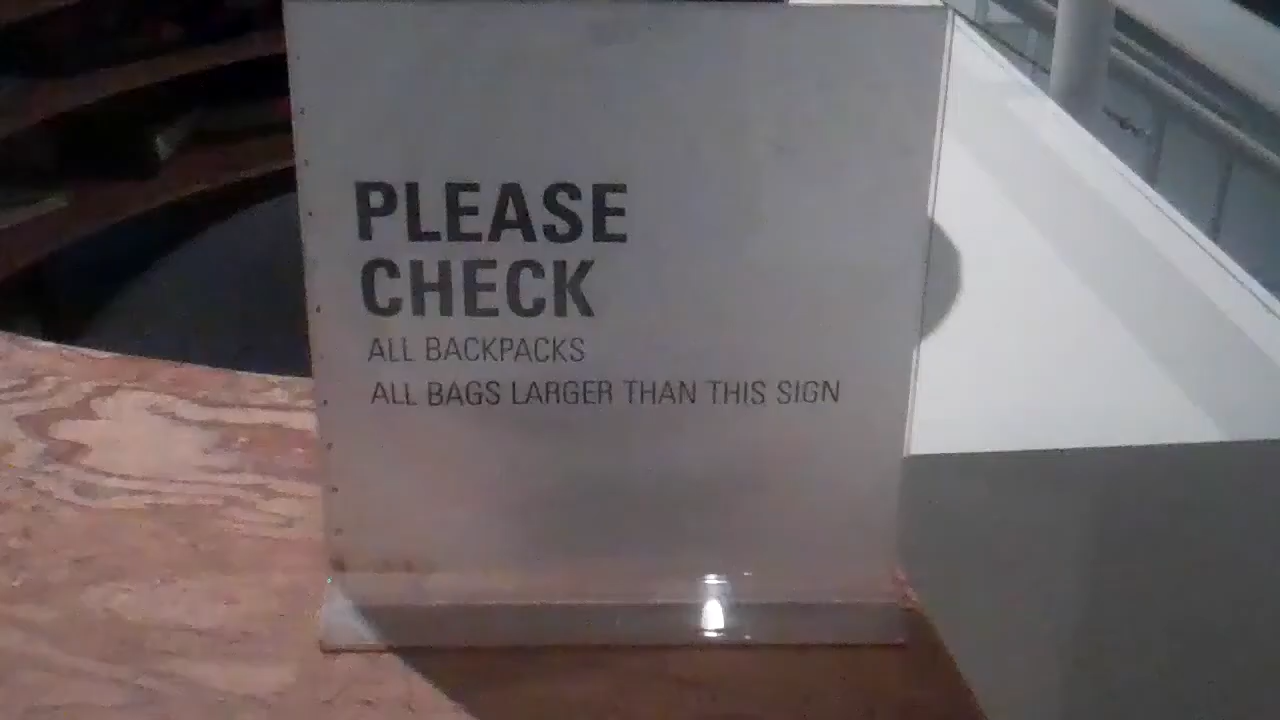 PLEASE
CHECK
ALL BACKPACKS
ALL BAGS LARGER THAN THIS SIGN